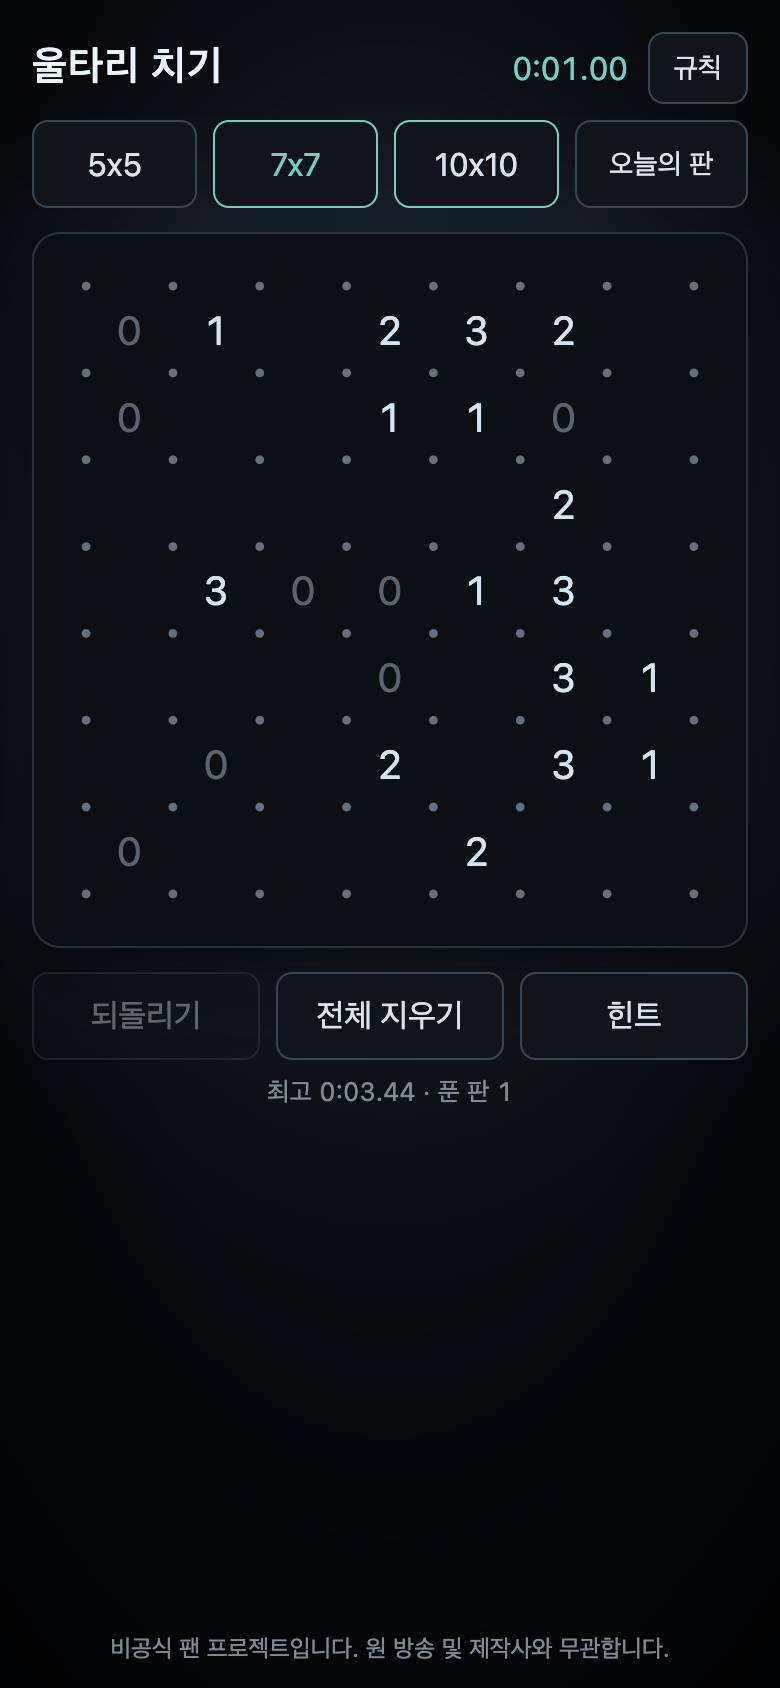 울타리 치기 0:01.00 규칙
5x5 7x7 10x10 오늘의 판
0 1 2 3 2
0 1 1 0
2
3 0 0 1 3
0 3 1
0 2 3 1
0 2
되돌리기 전체 지우기 힌트
최고 0:03.44 · 푼 판 1
비공식 팬 프로젝트입니다. 원 방송 및 제작사와 무관합니다.